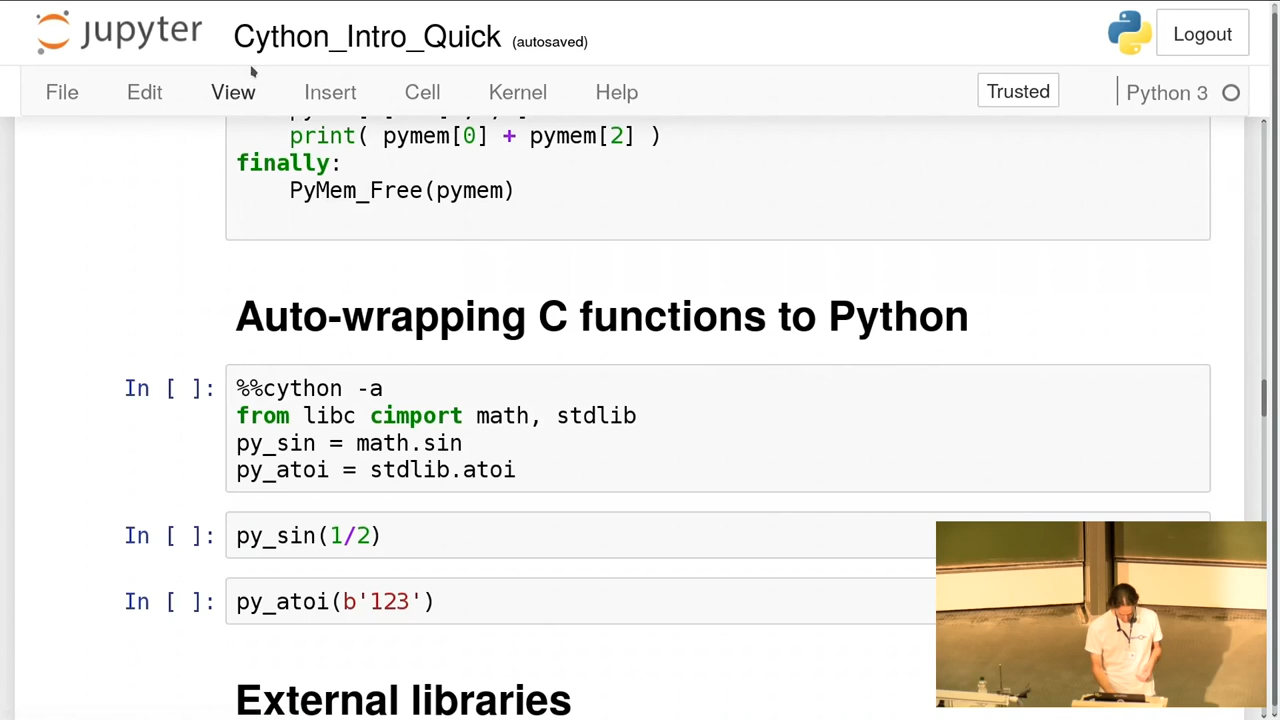 jupyter Cython_Intro_Quick (autosaved) Logout
File Edit View Insert Cell Kernel Help Trusted Python 3
print( pymem[0] + pymem[2] )
finally:
PyMem_Free(pymem)
Auto-wrapping C functions to Python
In [ ]: %%cython -a
from libc cimport math, stdlib
py_sin = math.sin
py_atoi = stdlib.atoi
In [ ]: py_sin(1/2)
In [ ]: py_atoi(b'123')
External libraries